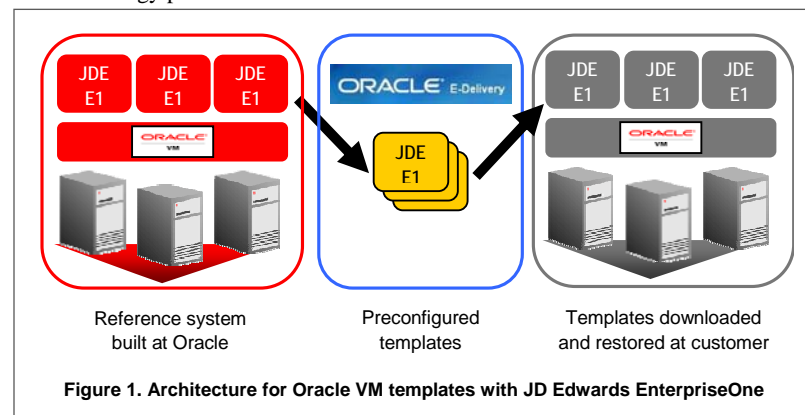 JDE JDE JDE
E1 E1 E1
ORACLE
VM
ORACLE E-Delivery
JDE
E1
JDE JDE JDE
E1 E1 E1
ORACLE
VM
Reference system
built at Oracle
Preconfigured
templates
Templates downloaded
and restored at customer
Figure 1. Architecture for Oracle VM templates with JD Edwards EnterpriseOne